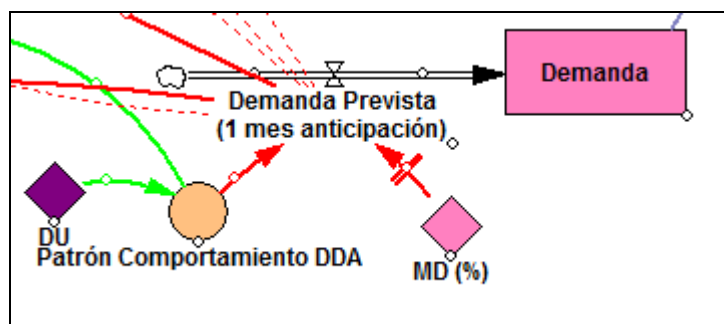 Demanda
Demanda Prevista
(1 mes anticipación)
DU
Patrón Comportamiento DDA
MD (%)